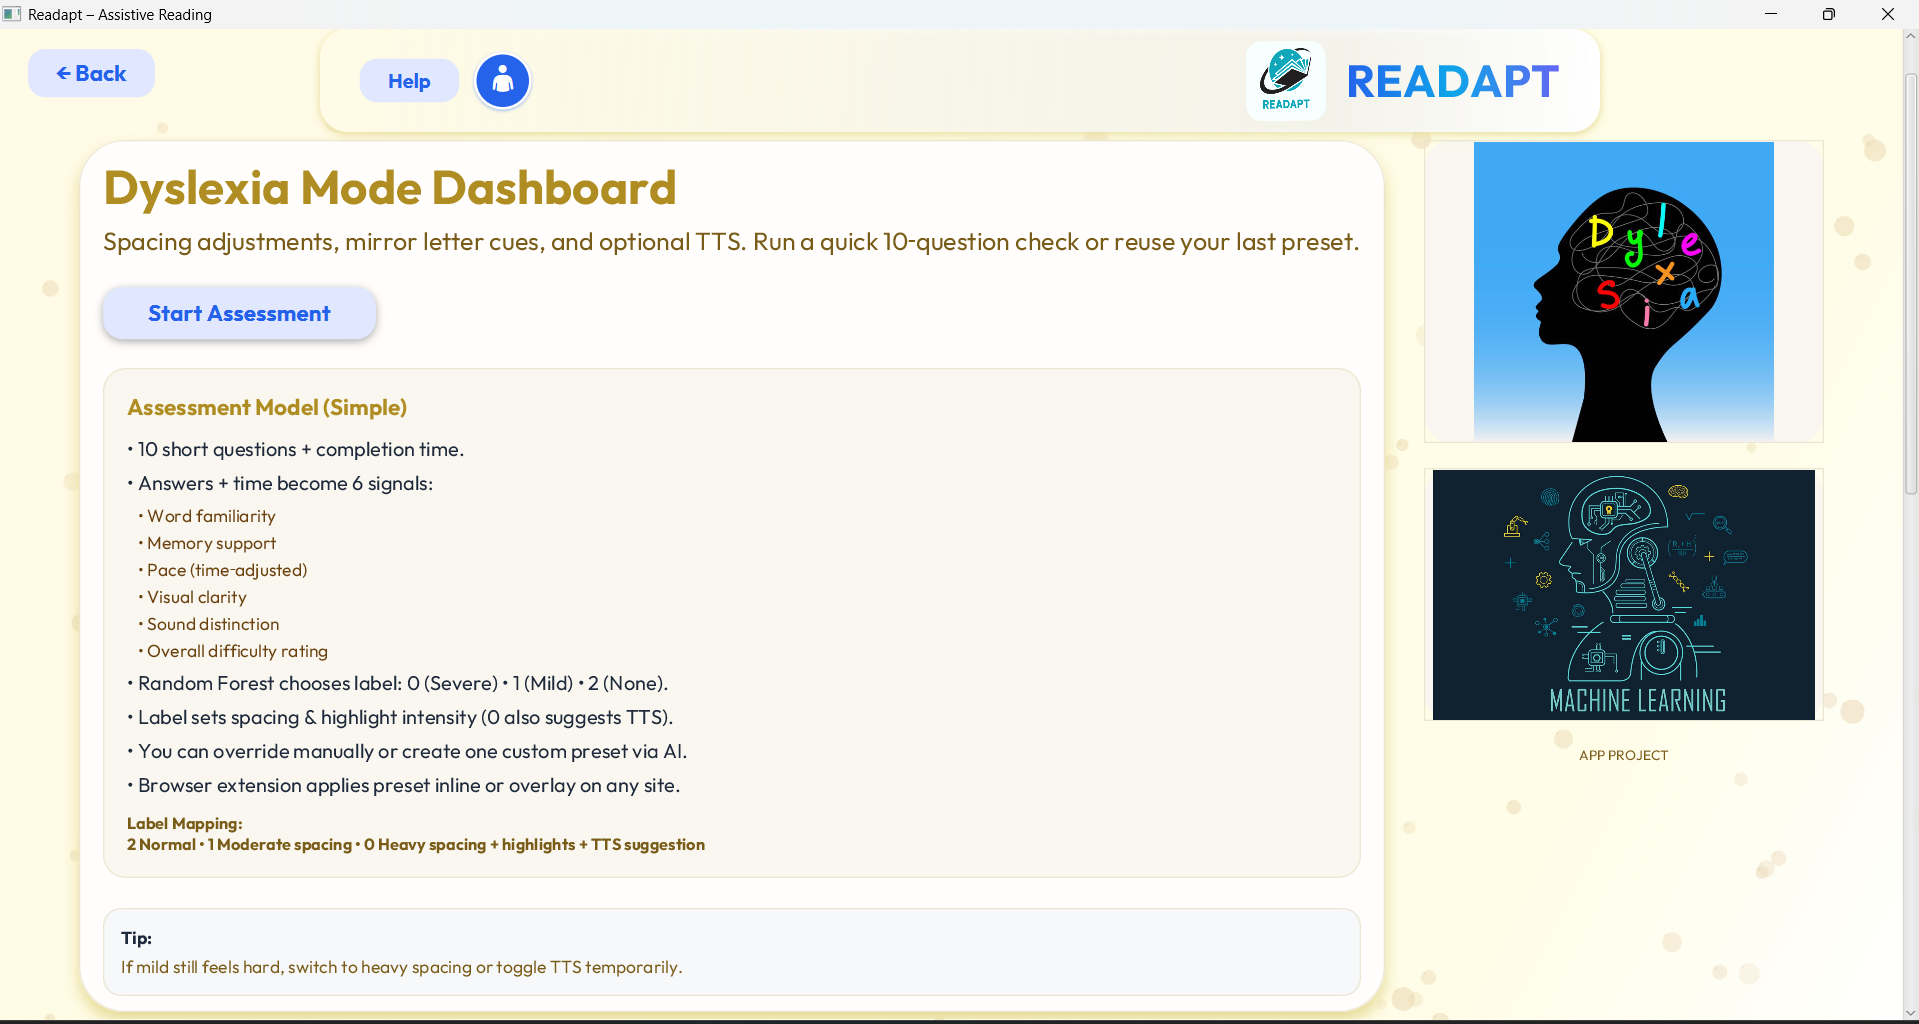 Readapt – Assistive Reading
← Back
Help
READAPT
READAPT
Dyslexia Mode Dashboard
Spacing adjustments, mirror letter cues, and optional TTS. Run a quick 10-question check or reuse your last preset.
Start Assessment
Assessment Model (Simple)
• 10 short questions + completion time.
• Answers + time become 6 signals:
• Word familiarity
• Memory support
• Pace (time-adjusted)
• Visual clarity
• Sound distinction
• Overall difficulty rating
• Random Forest chooses label: 0 (Severe) • 1 (Mild) • 2 (None).
• Label sets spacing & highlight intensity (0 also suggests TTS).
• You can override manually or create one custom preset via AI.
• Browser extension applies preset inline or overlay on any site.
Label Mapping:
2 Normal • 1 Moderate spacing • 0 Heavy spacing + highlights + TTS suggestion
Tip:
If mild still feels hard, switch to heavy spacing or toggle TTS temporarily.
Dyslexsia
MACHINE LEARNING
APP PROJECT